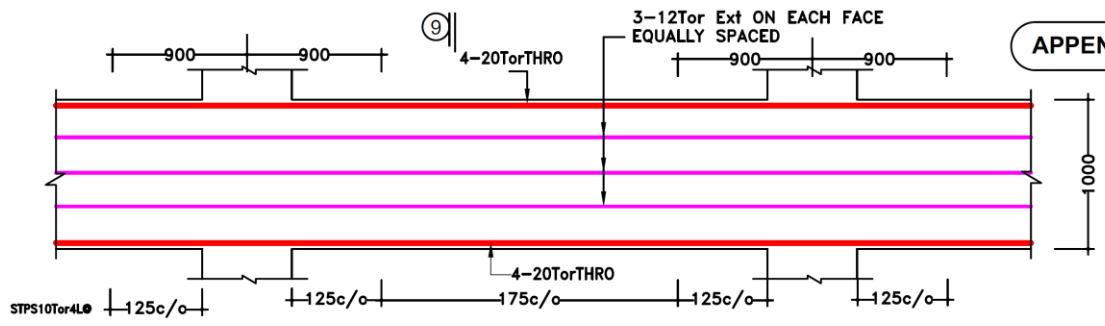 3-12Tor Ext ON EACH FACE
EQUALLY SPACED
9
4-20TorTHRO
APPEN
900 900
900 900
1000
4-20TorTHRO
STPS10Tor4L@ 125c/o 125c/o 175c/o 125c/o 125c/o